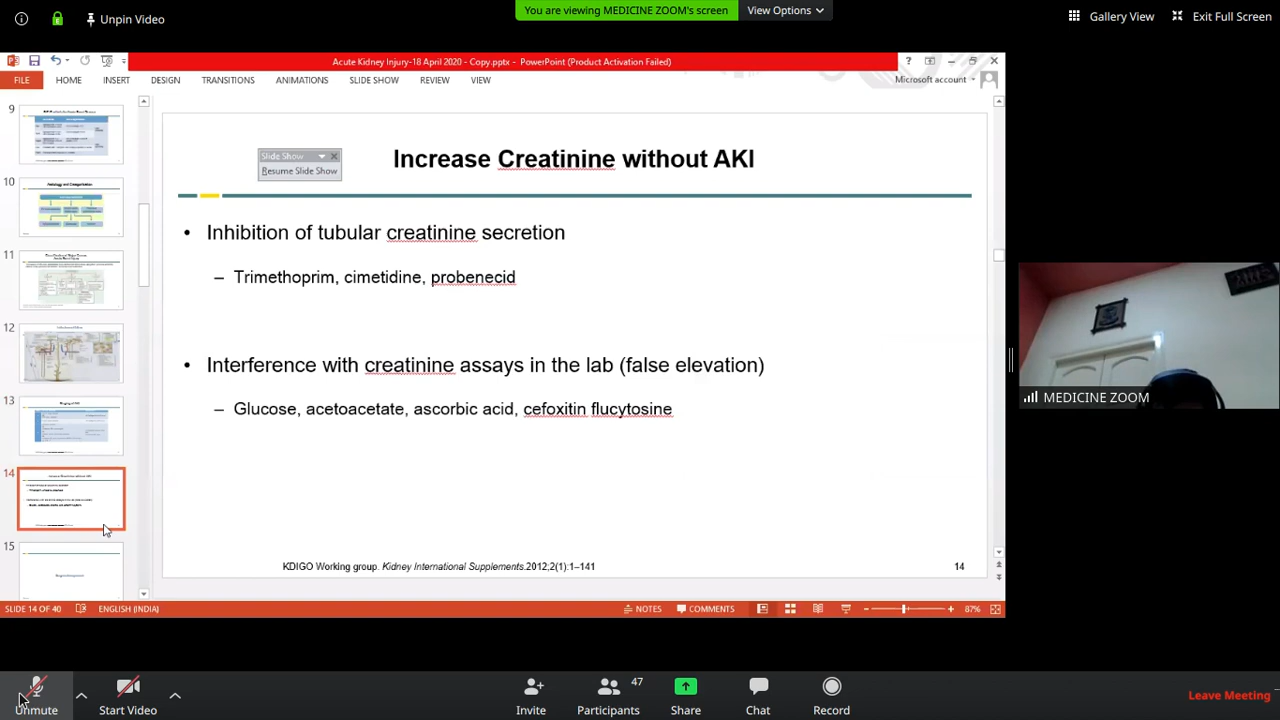 Unpin Video
You are viewing MEDICINE ZOOM's screen
View Options
Gallery View
Exit Full Screen
Acute Kidney Injury-18 April 2020 - Copy.pptx - PowerPoint (Product Activation Failed)
?
FILE HOME INSERT DESIGN TRANSITIONS ANIMATIONS SLIDE SHOW REVIEW VIEW
Microsoft account
9
10
11
12
13
14
15
Slide Show
Resume Slide Show
Increase Creatinine without AKI
• Inhibition of tubular creatinine secretion
– Trimethoprim, cimetidine, probenecid
• Interference with creatinine assays in the lab (false elevation)
– Glucose, acetoacetate, ascorbic acid, cefoxitin flucytosine
KDIGO Working group. Kidney International Supplements.2012;2(1):1–141
14
MEDICINE ZOOM
SLIDE 14 OF 40 ENGLISH (INDIA) NOTES COMMENTS 87%
Unmute
Start Video
Invite
47
Participants
Share
Chat
Record
Leave Meeting